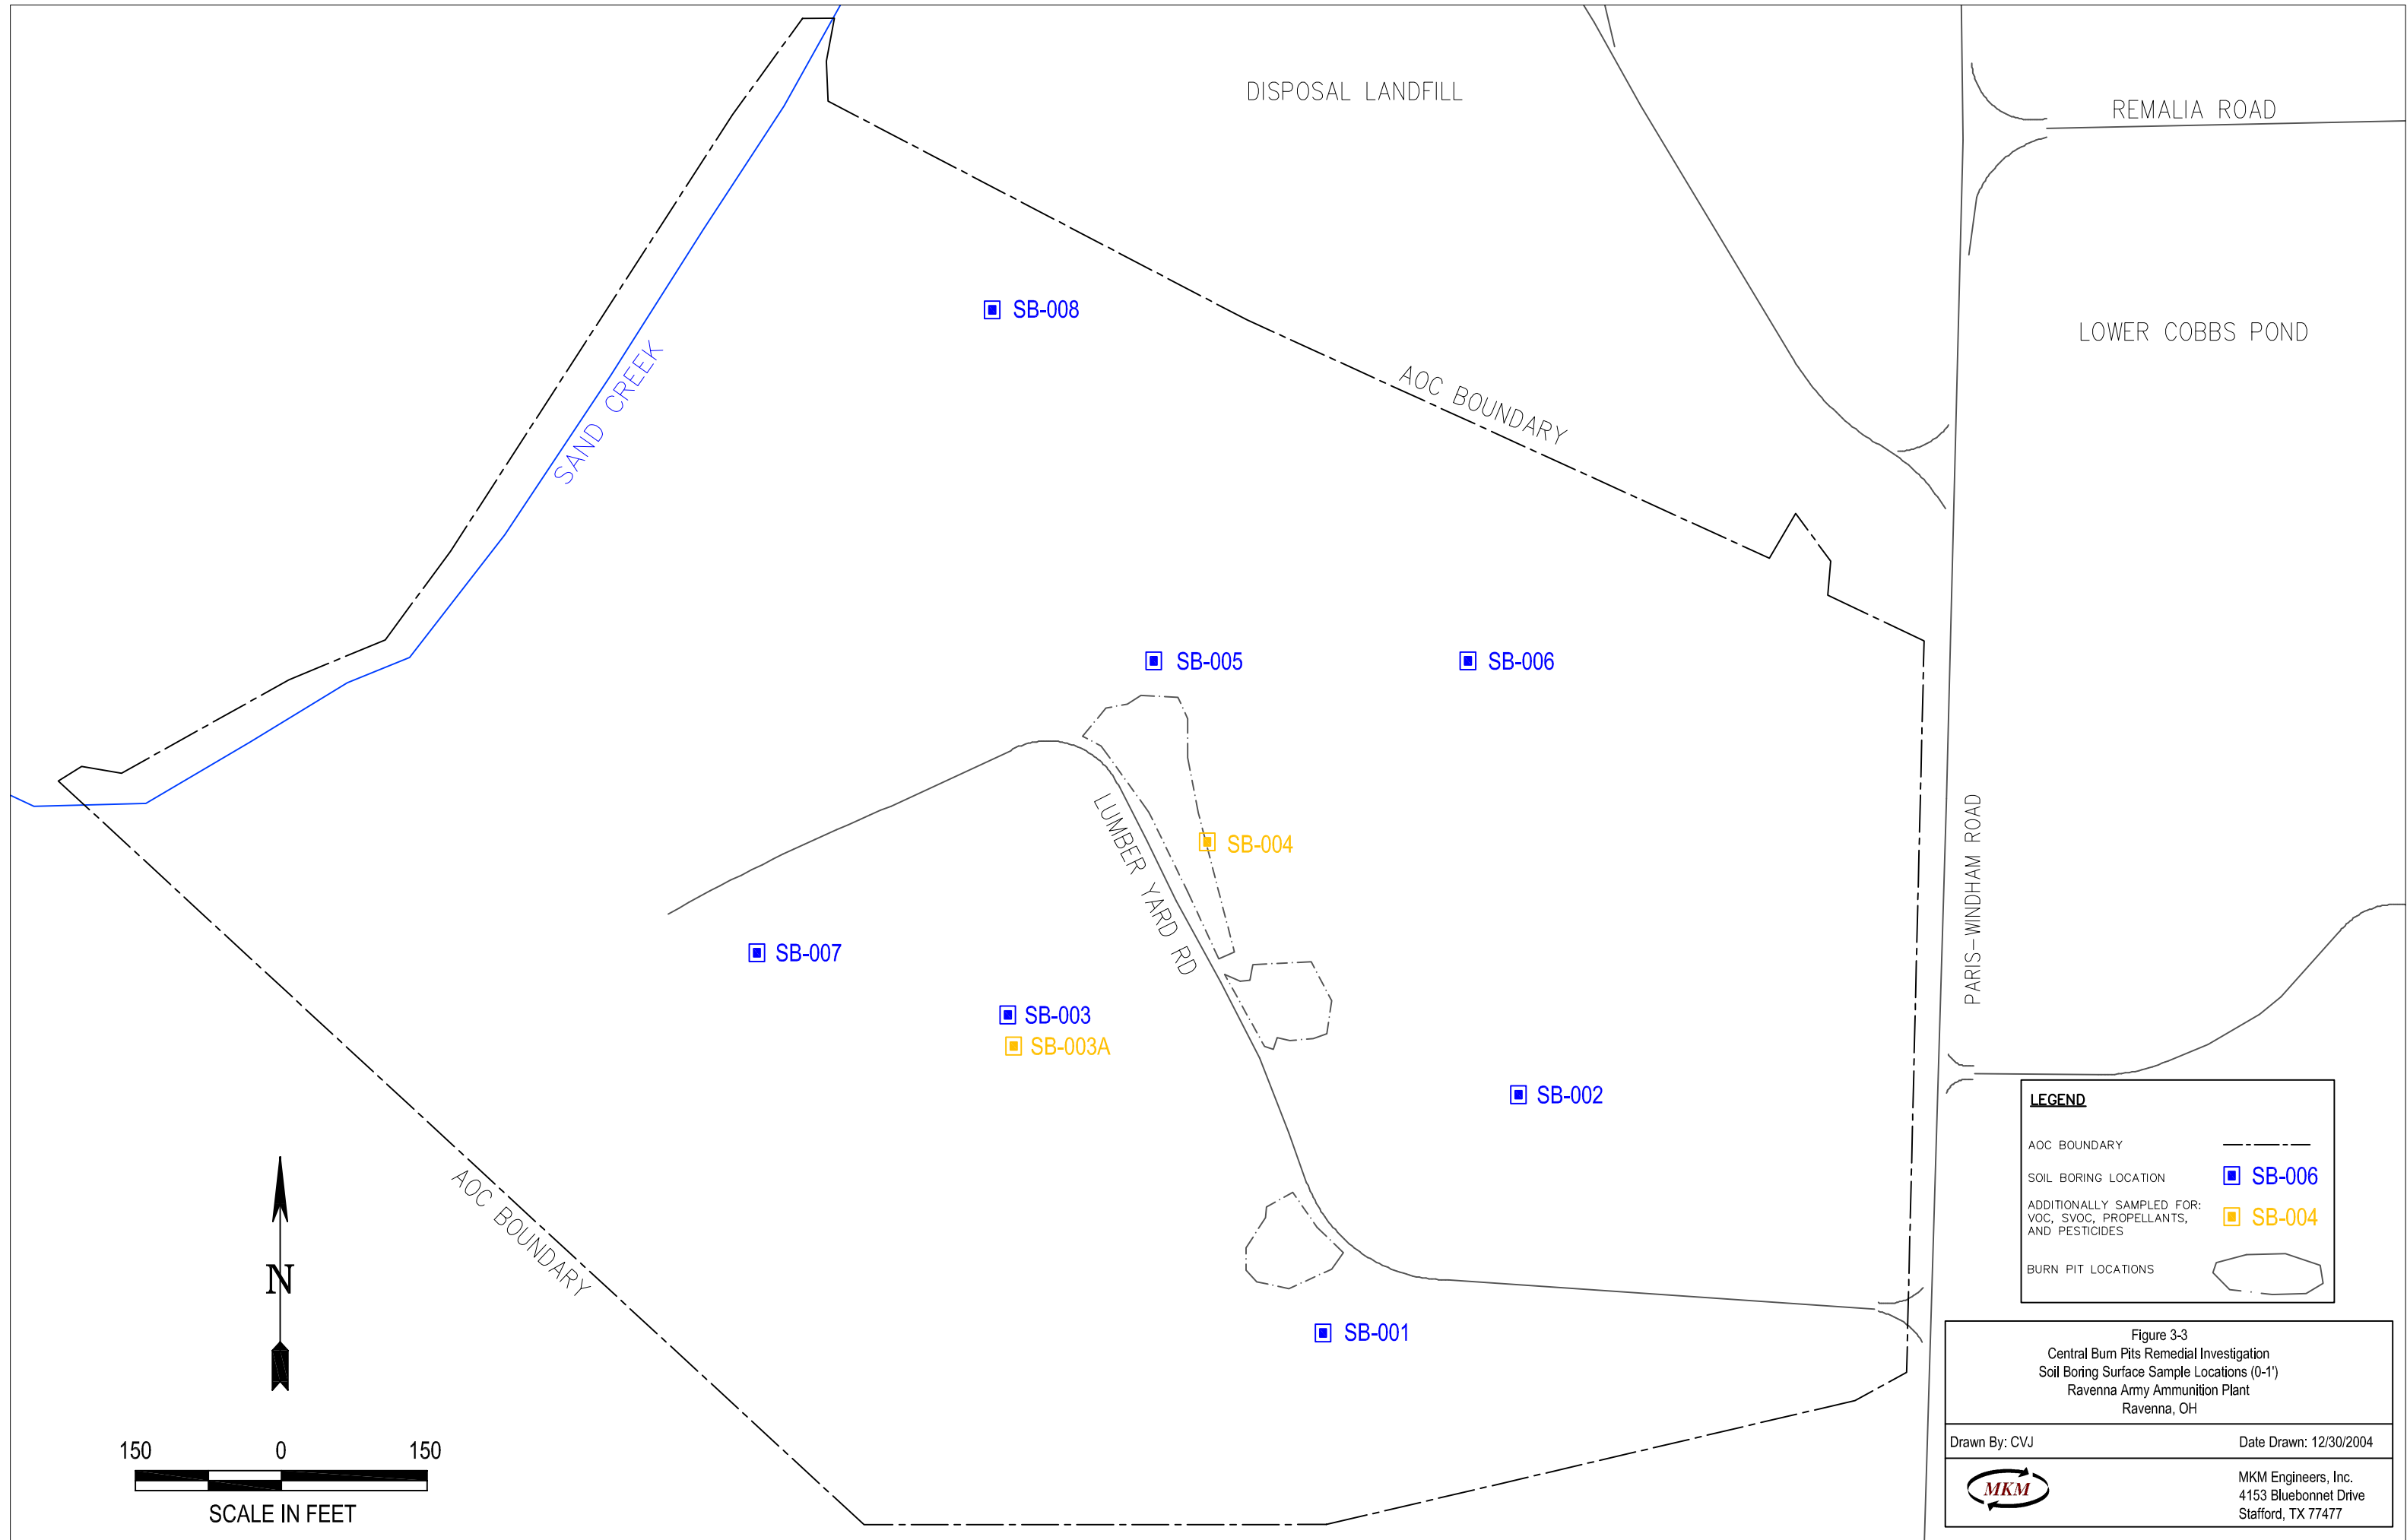 DISPOSAL LANDFILL
REMALIA ROAD
LOWER COBBS POND
SB-008
SAND CREEK
AOC BOUNDARY
SB-005
SB-006
LUMBER YARD RD
SB-004
PARIS-WINDHAM ROAD
SB-007
SB-003
SB-003A
SB-002
AOC BOUNDARY
SB-001
N
150 0 150
SCALE IN FEET
LEGEND
AOC BOUNDARY
SOIL BORING LOCATION SB-006
ADDITIONALLY SAMPLED FOR:
VOC, SVOC, PROPELLANTS,
AND PESTICIDES
SB-004
BURN PIT LOCATIONS
Figure 3-3
Central Burn Pits Remedial Investigation
Soil Boring Surface Sample Locations (0-1')
Ravenna Army Ammunition Plant
Ravenna, OH
Drawn By: CVJ Date Drawn: 12/30/2004
MKM
MKM Engineers, Inc.
4153 Bluebonnet Drive
Stafford, TX 77477